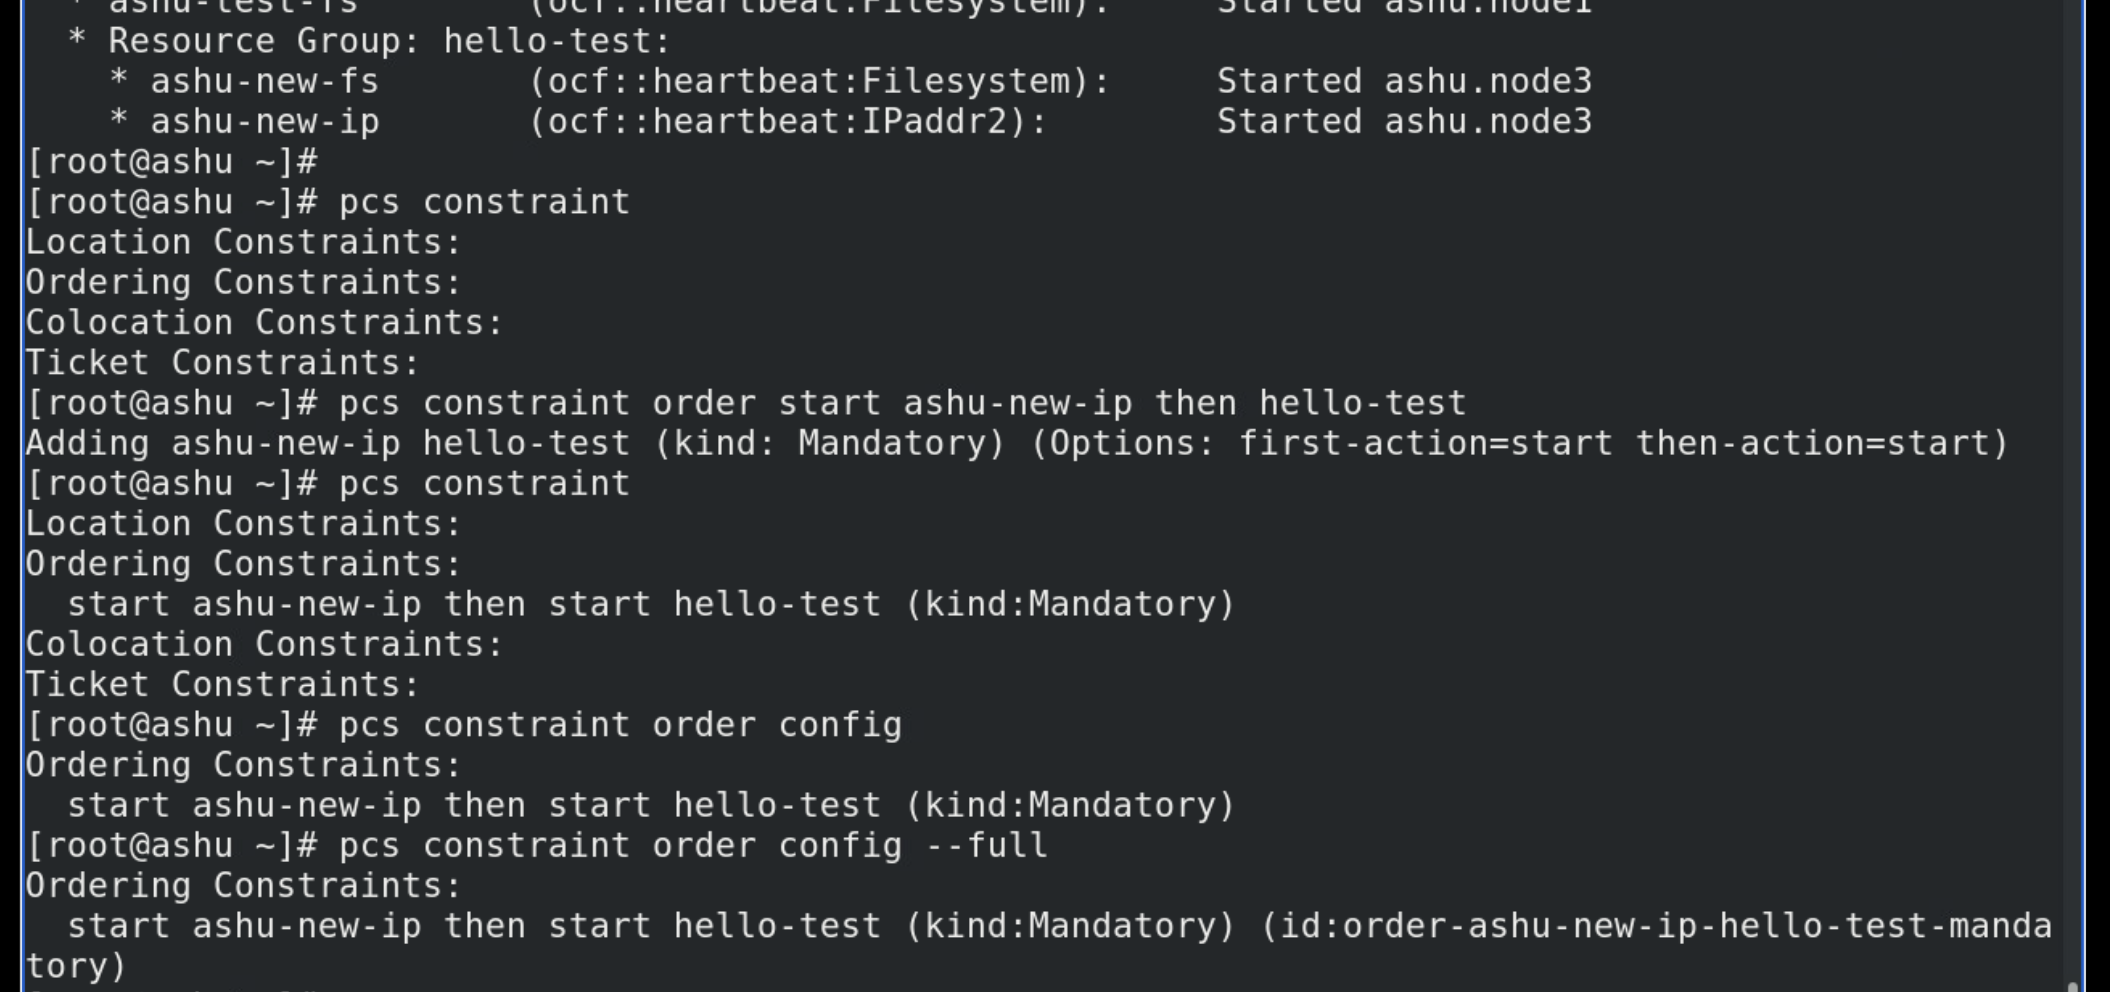 * ashu-test-fs (ocf::heartbeat:Filesystem): Started ashu.node1
* Resource Group: hello-test:
* ashu-new-fs (ocf::heartbeat:Filesystem): Started ashu.node3
* ashu-new-ip (ocf::heartbeat:IPaddr2): Started ashu.node3
[root@ashu ~]#
[root@ashu ~]# pcs constraint
Location Constraints:
Ordering Constraints:
Colocation Constraints:
Ticket Constraints:
[root@ashu ~]# pcs constraint order start ashu-new-ip then hello-test
Adding ashu-new-ip hello-test (kind: Mandatory) (Options: first-action=start then-action=start)
[root@ashu ~]# pcs constraint
Location Constraints:
Ordering Constraints:
start ashu-new-ip then start hello-test (kind:Mandatory)
Colocation Constraints:
Ticket Constraints:
[root@ashu ~]# pcs constraint order config
Ordering Constraints:
start ashu-new-ip then start hello-test (kind:Mandatory)
[root@ashu ~]# pcs constraint order config --full
Ordering Constraints:
start ashu-new-ip then start hello-test (kind:Mandatory) (id:order-ashu-new-ip-hello-test-manda
tory)